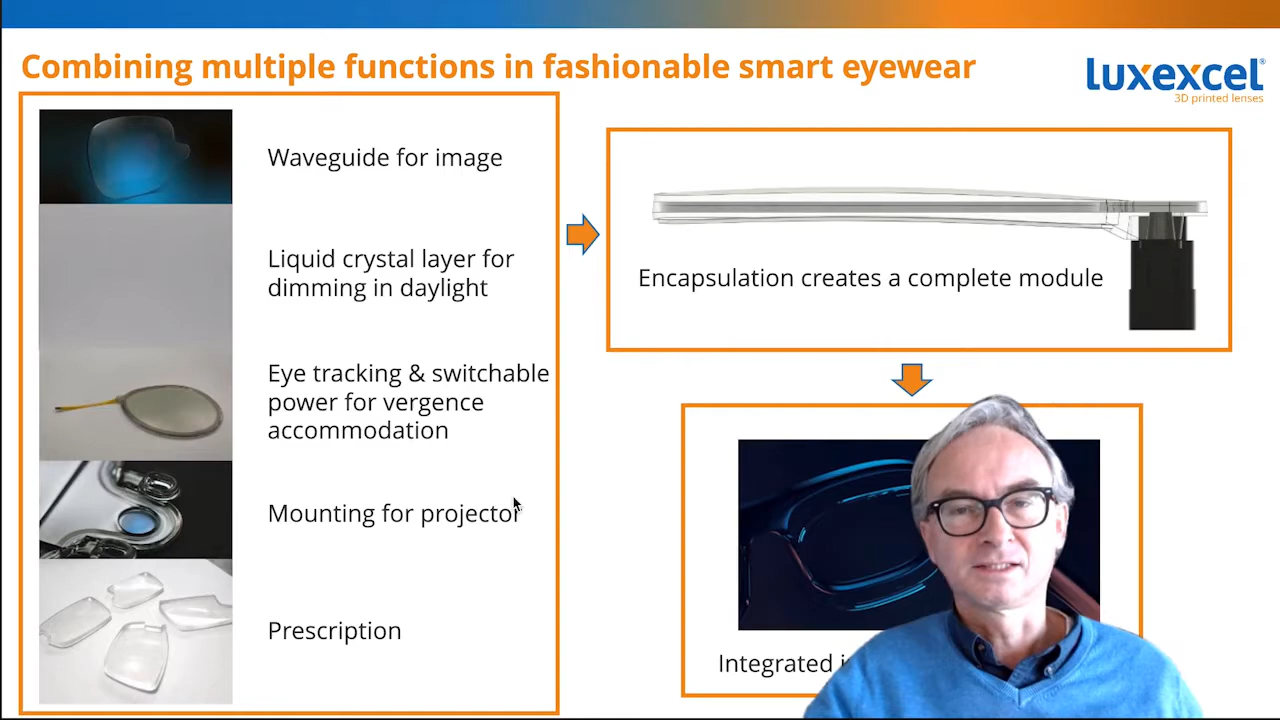 Combining multiple functions in fashionable smart eyewear
luxexcel®
3D printed lenses
Waveguide for image
Liquid crystal layer for
dimming in daylight
Eye tracking & switchable
power for vergence
accommodation
Mounting for projector
Prescription
Encapsulation creates a complete module
Integrated